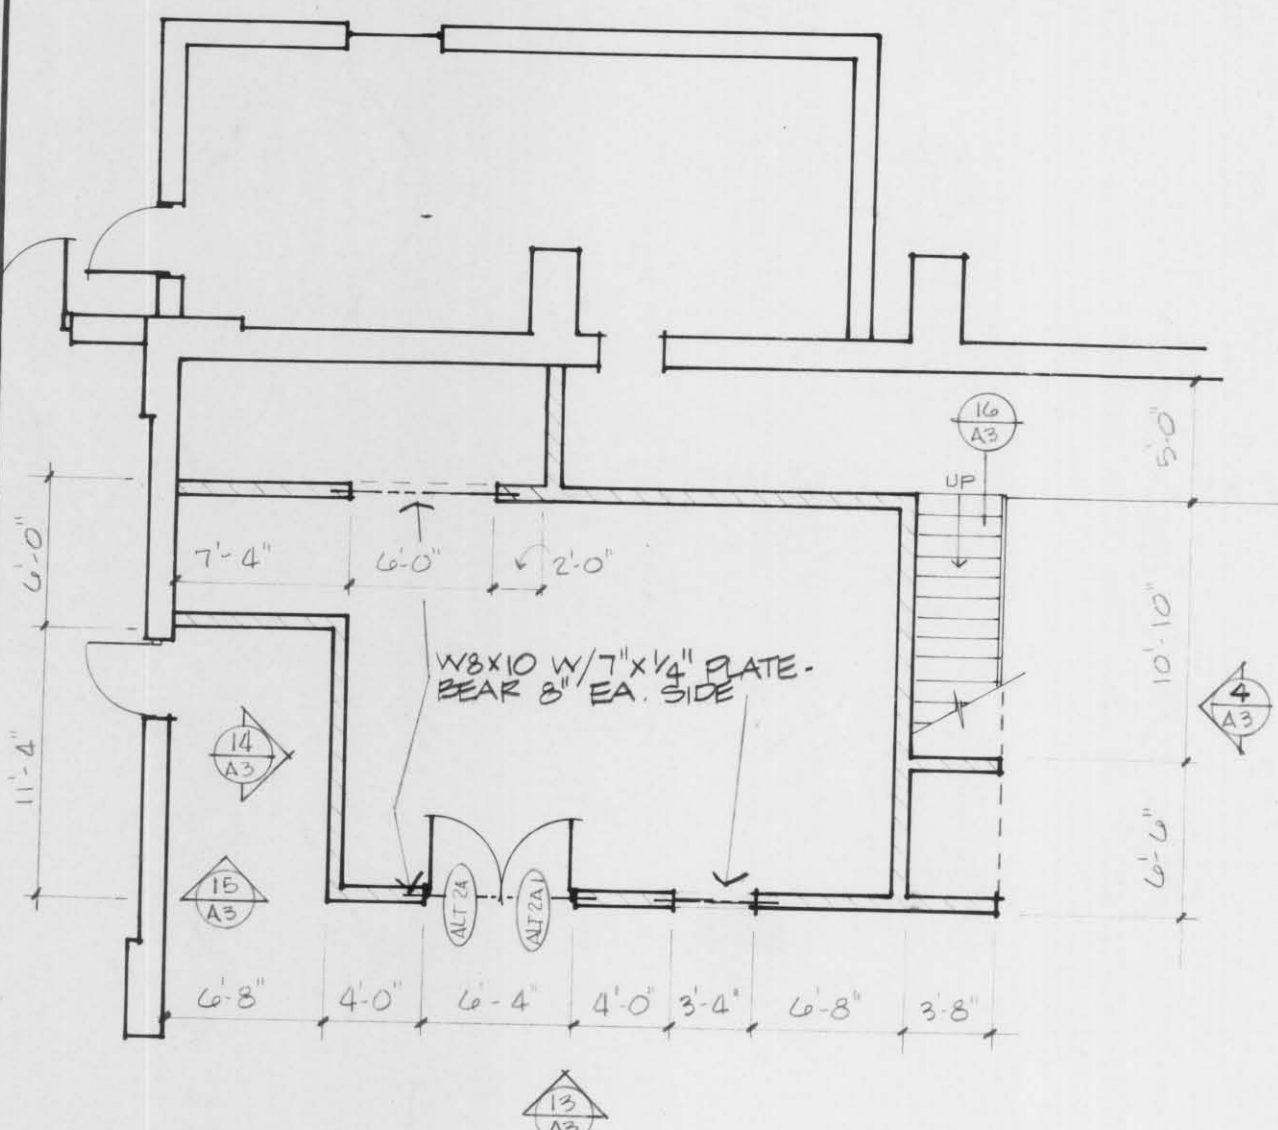 16
A3
5'-0"
UP
6'-0"
7'-4"
6'-0"
2'-0"
10'-10"
W8X10 W/7"X1/4" PLATE-
BEAR 8" EA. SIDE
4
A3
14
A3
11'-4"
6'-6"
15
A3
ALT 2A
ALT 2A
6'-8"
4'-0"
6'-4"
4'-0"
3'-4"
6'-8"
3'-8"
13
A3